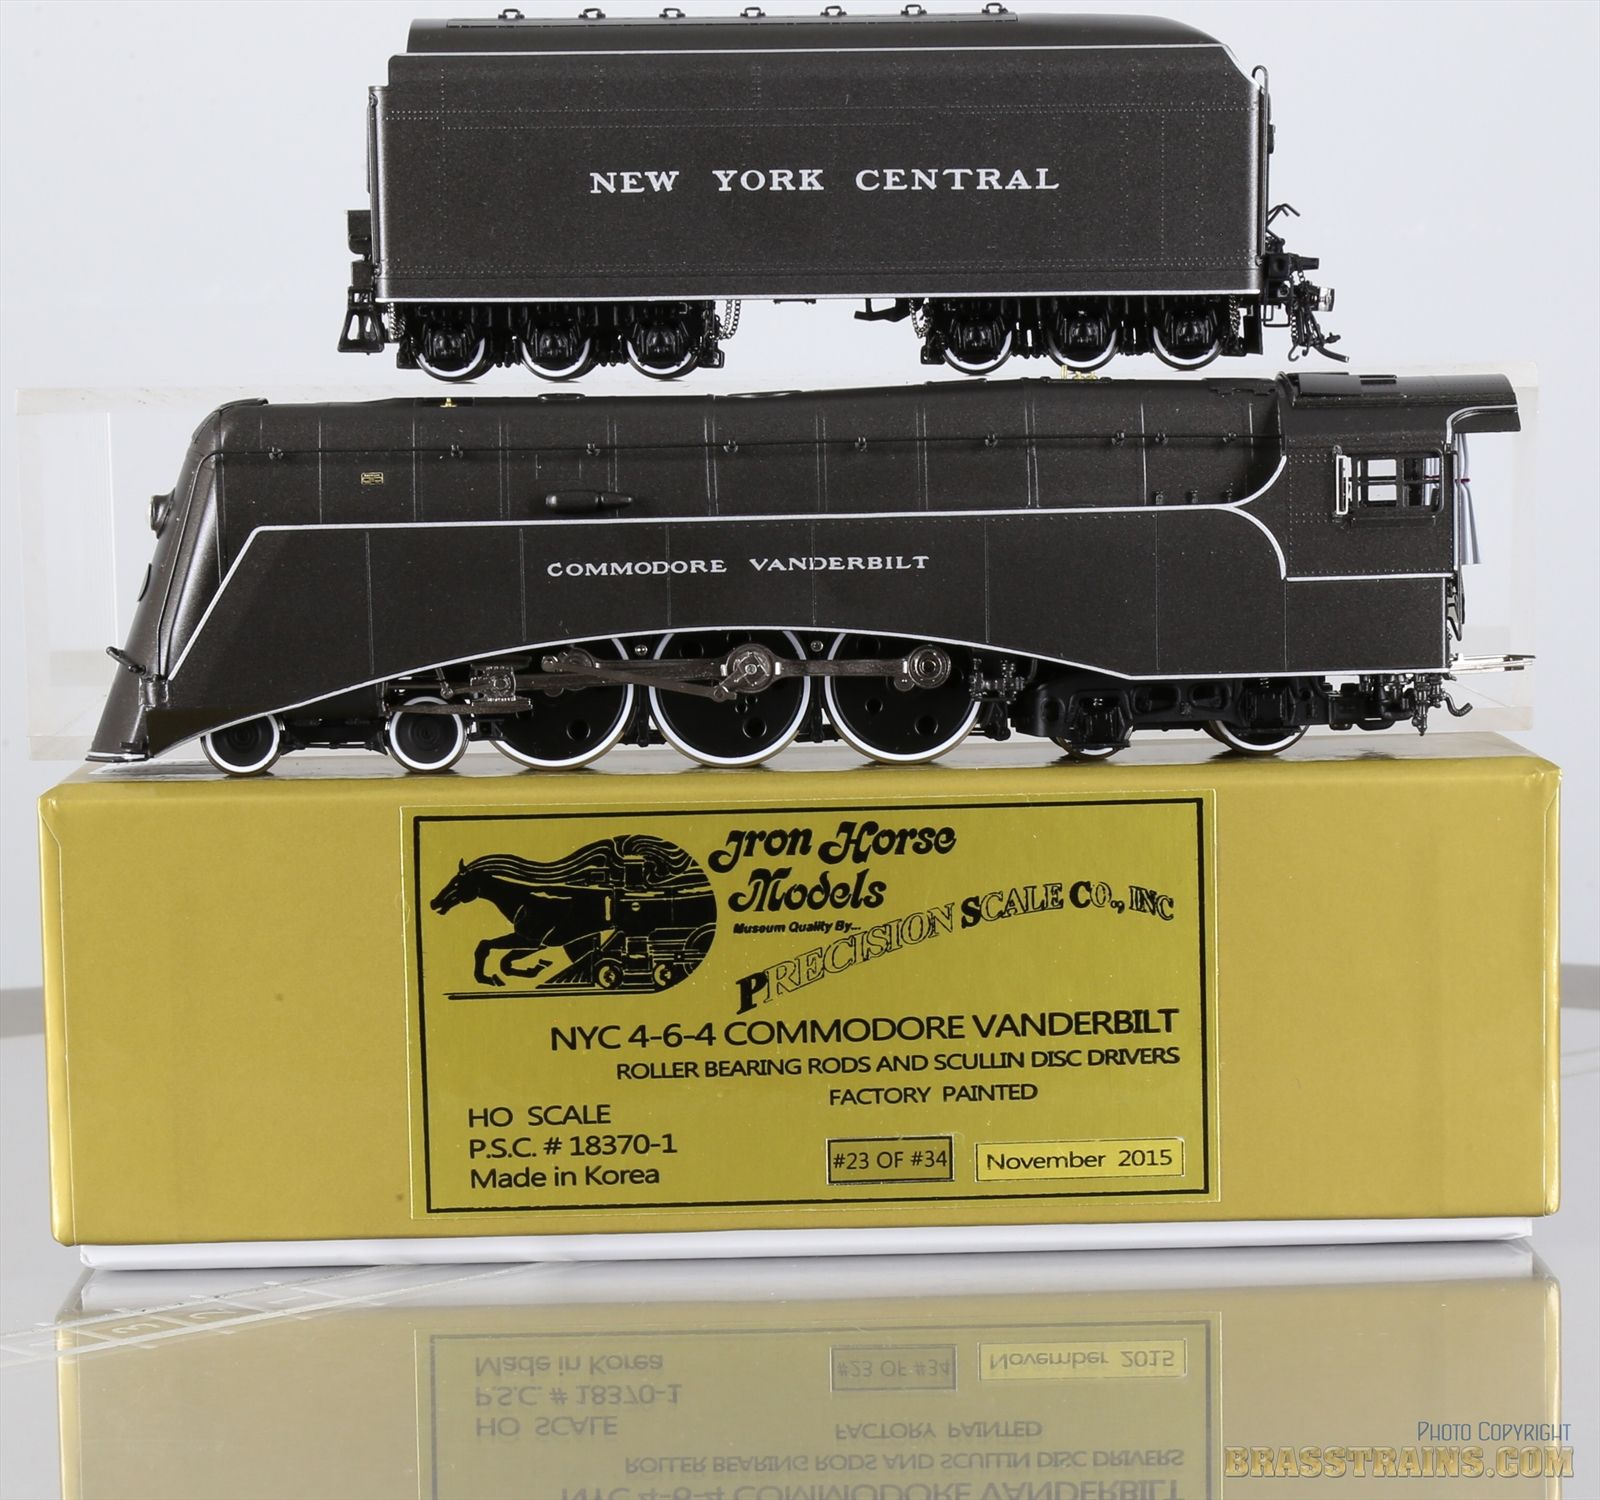 NEW YORK CENTRAL
COMMODORE VANDERBILT
Iron Horse
Models
Museum Quality By...
PRECISION SCALE CO., INC
NYC 4-6-4 COMMODORE VANDERBILT
ROLLER BEARING RODS AND SCULLIN DISC DRIVERS
FACTORY PAINTED
HO SCALE
P.S.C. # 18370-1
Made in Korea
#23 OF #34
November 2015
PHOTO COPYRIGHT
BRASSTRAINS.COM